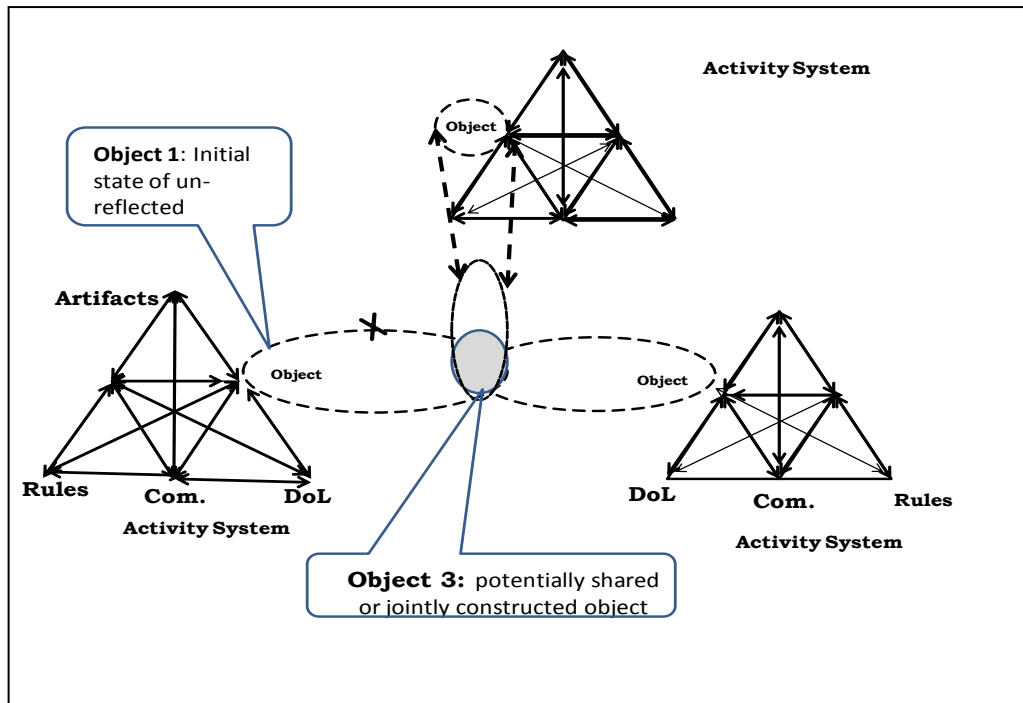 Activity System
Object
Object 1: Initial
state of un-
reflected
Artifacts
Object
Object
Rules
Com.
DoL
Activity System
DoL
Com.
Rules
Activity System
Object 3: potentially shared
or jointly constructed object